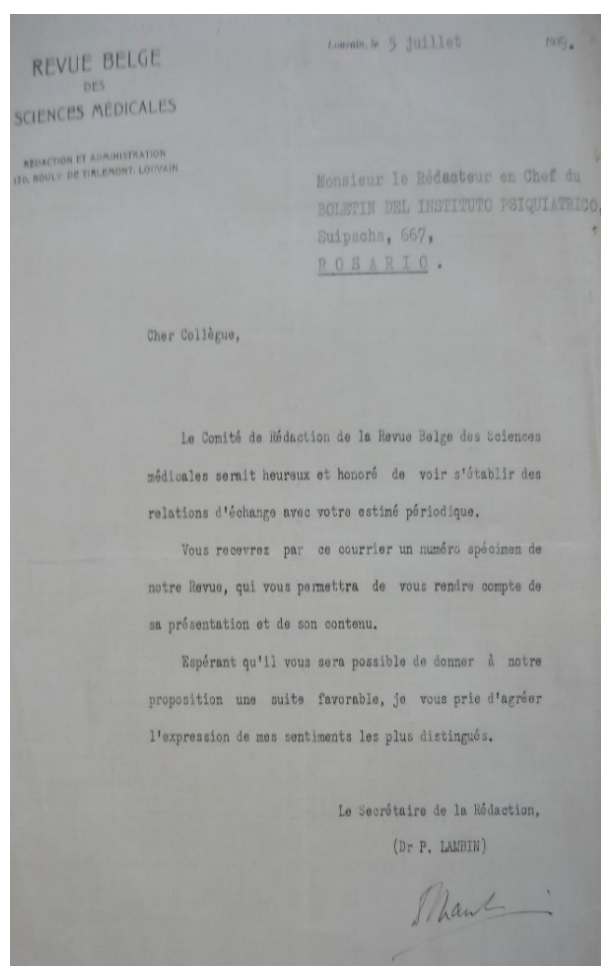 REVUE BELGE
DES
SCIENCES MÉDICALES
RÉDACTION ET ADMINISTRATION
BOULV. DE TIRLEMONT, LOUVAIN
Louvain, le 5 juillet
Monsieur le Rédacteur en Chef du
BOLETIN DEL INSTITUTO PSIQUIATRICO,
Suipacha, 667,
ROSARIO.
Cher Collègue,
Le Comité de Rédaction de la Revue Belge des Sciences
médicales serait heureux et honoré de voir s'établir des
relations d'échange avec votre estimé périodique.
Vous recevrez par ce courrier un numéro spécimen de
notre Revue, qui vous permettra de vous rendre compte de
sa présentation et de son contenu.
Espérant qu'il vous sera possible de donner à notre
proposition une suite favorable, je vous prie d'agréer
l'expression de mes sentiments les plus distingués.
Le Secrétaire de la Rédaction,
(Dr P. LAMBIN)